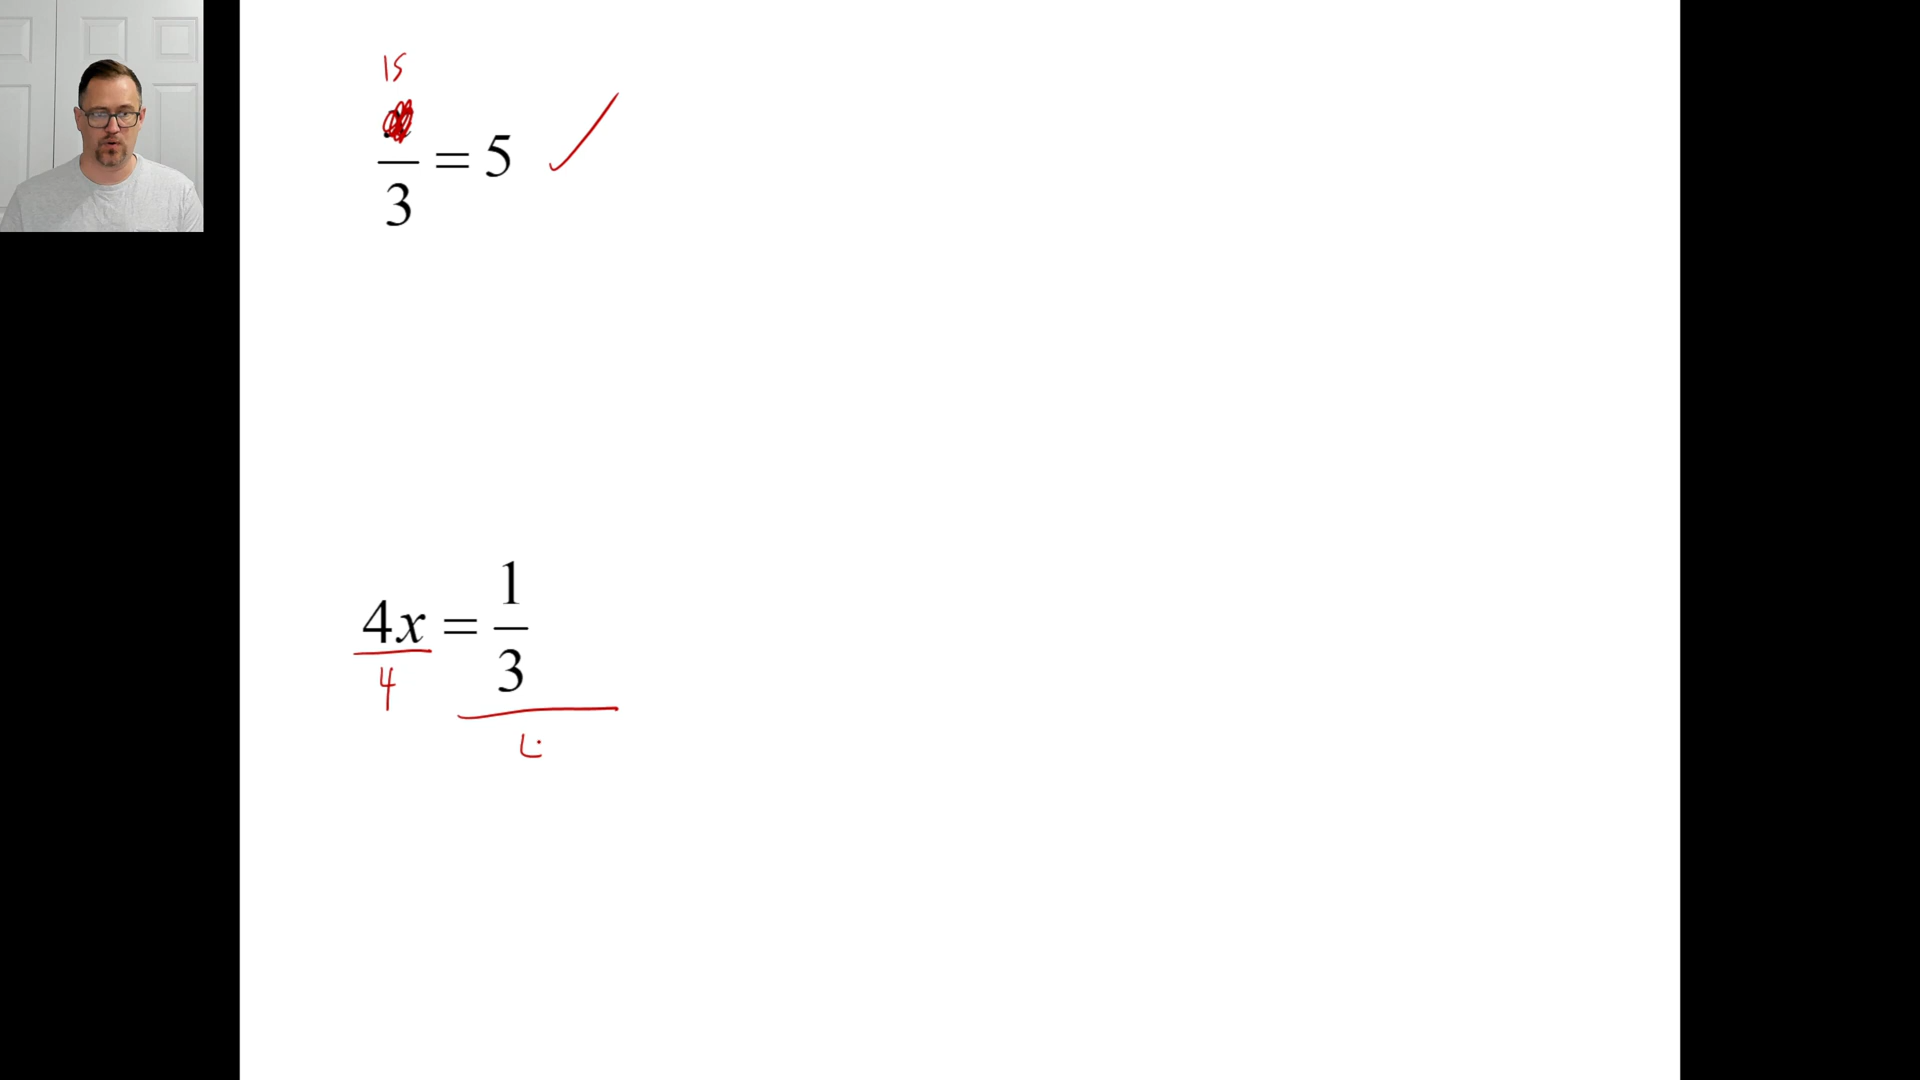 15
— = 5
3
4x = 1/3
4